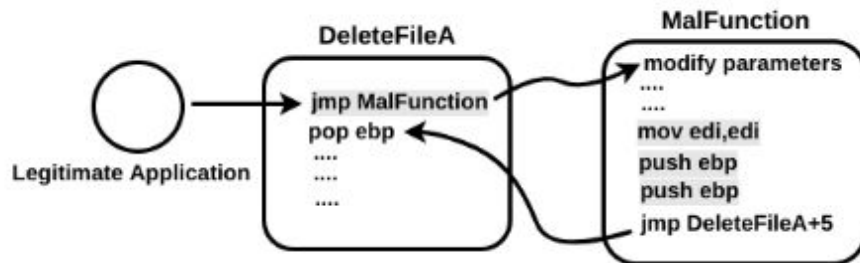 DeleteFileA
MalFunction
Legitimate Application
jmp MalFunction
pop ebp
....
....
....
modify parameters
....
....
mov edi,edi
push ebp
push ebp
jmp DeleteFileA+5